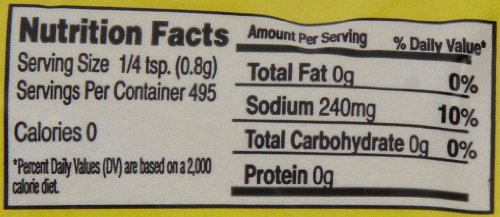 Nutrition Facts
Serving Size 1/4 tsp. (0.8g)
Servings Per Container 495
Calories 0
*Percent Daily Values (DV) are based on a 2,000
calorie diet.
Amount Per Serving % Daily Value*
Total Fat 0g 0%
Sodium 240mg 10%
Total Carbohydrate 0g 0%
Protein 0g